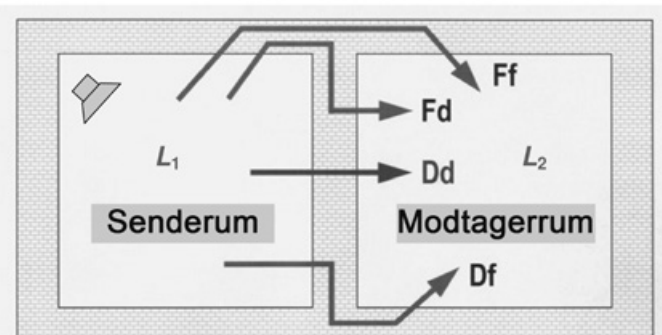 Ff
Fd
L₁
Dd
L₂
Senderum
Modtagerrum
Df